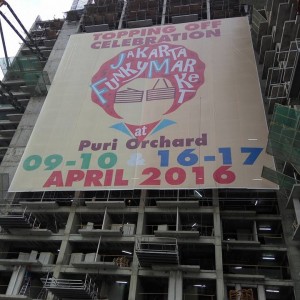 TOPPING OFF
CELEBRATION
JAKARTA
FUNKY MARKET
at
Puri Orchard
09-10 & 16-17
APRIL 2016